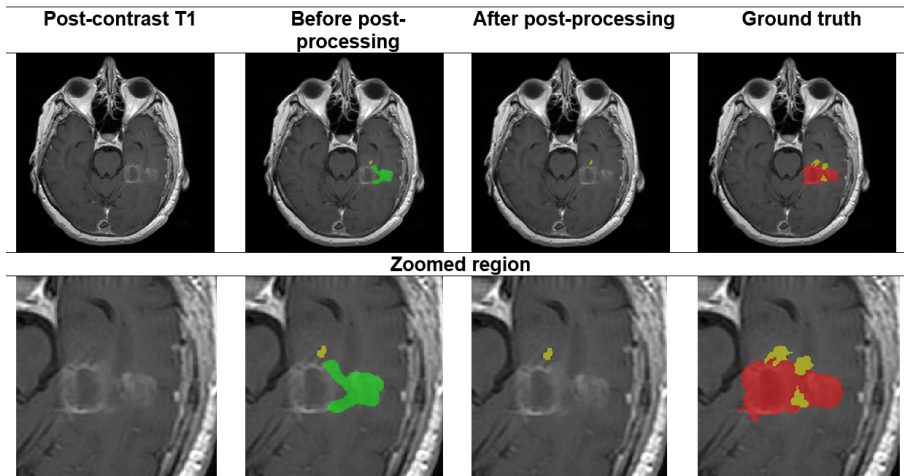 Post-contrast T1
Before post-
processing
After post-processing
Ground truth
Zoomed region